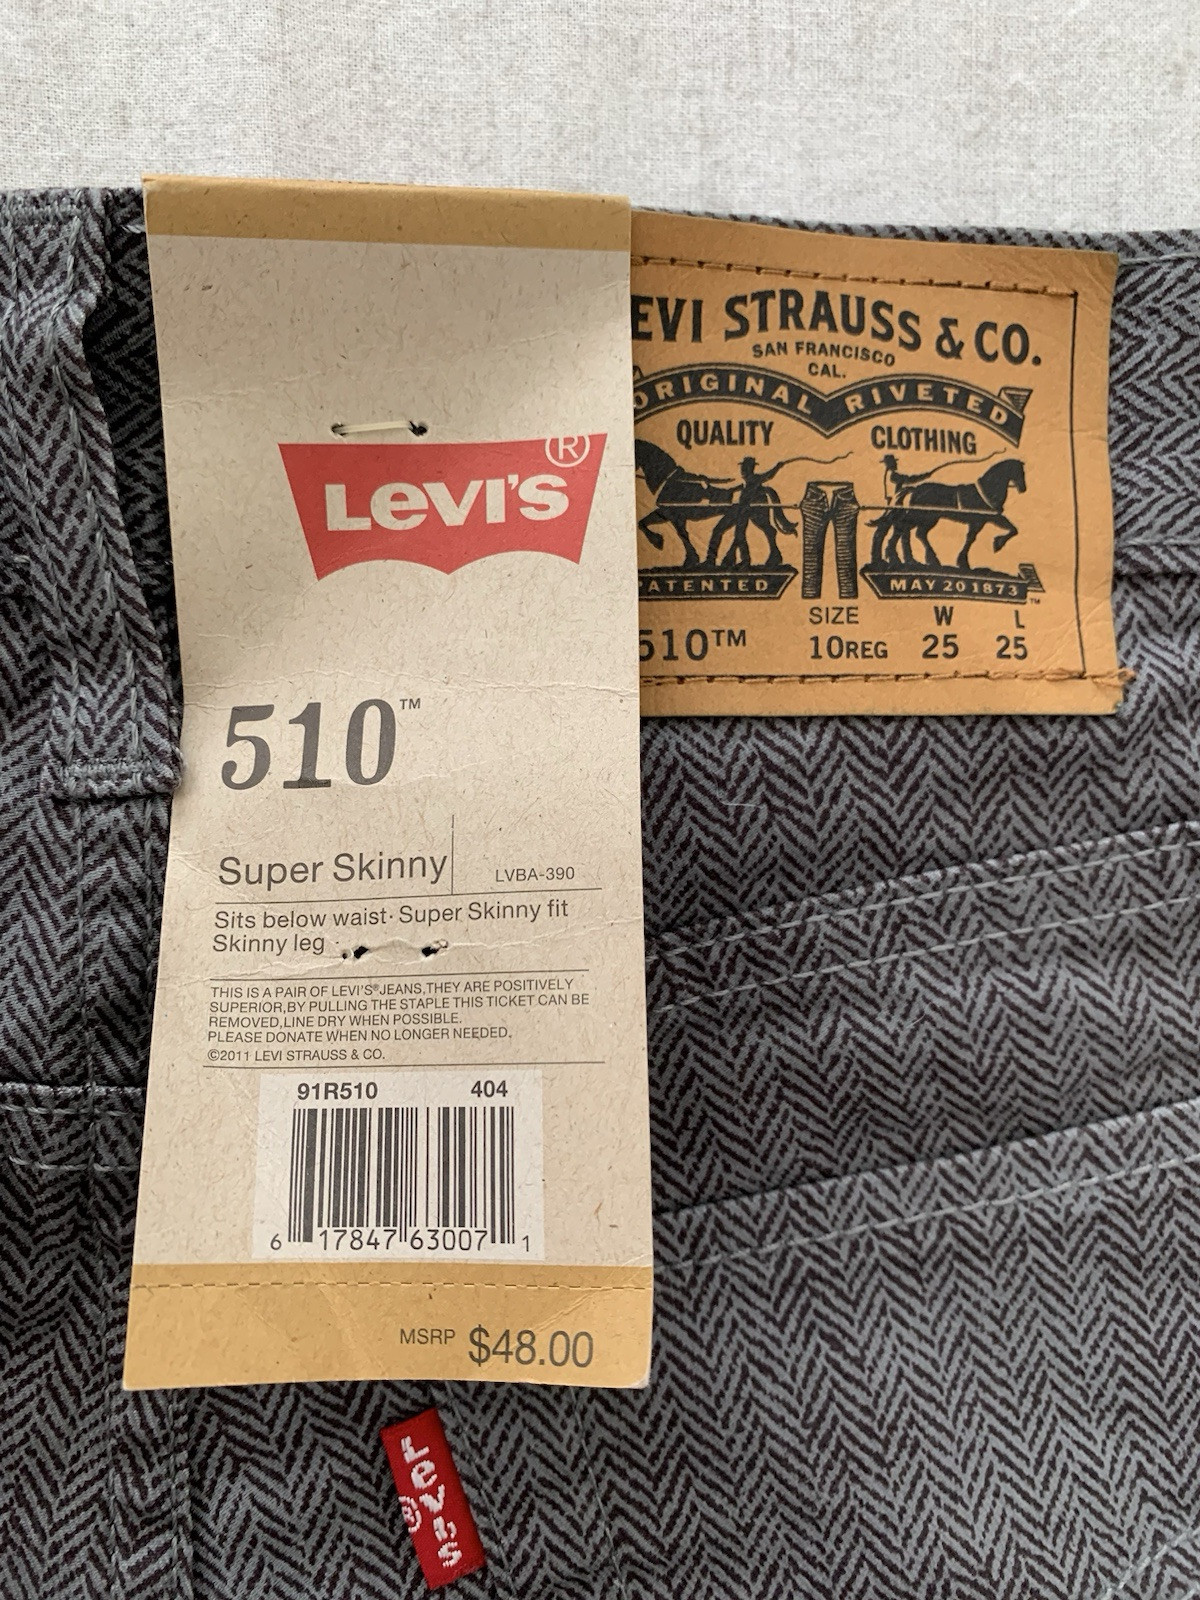 LEVI'S®
510™
Super Skinny
LVBA-390
Sits below waist· Super Skinny fit
Skinny leg ·
THIS IS A PAIR OF LEVI'S®JEANS,THEY ARE POSITIVELY
SUPERIOR,BY PULLING THE STAPLE THIS TICKET CAN BE
REMOVED,LINE DRY WHEN POSSIBLE.
PLEASE DONATE WHEN NO LONGER NEEDED.
©2011 LEVI STRAUSS & CO.
91R510 404
6 17847 63007 1
MSRP $48.00
EVI STRAUSS & CO.
SAN FRANCISCO
CAL.
ORIGINAL RIVETED
QUALITY CLOTHING
ATENTED MAY 20 1873 ™
SIZE W L
510™ 10REG 25 25
Levi's®